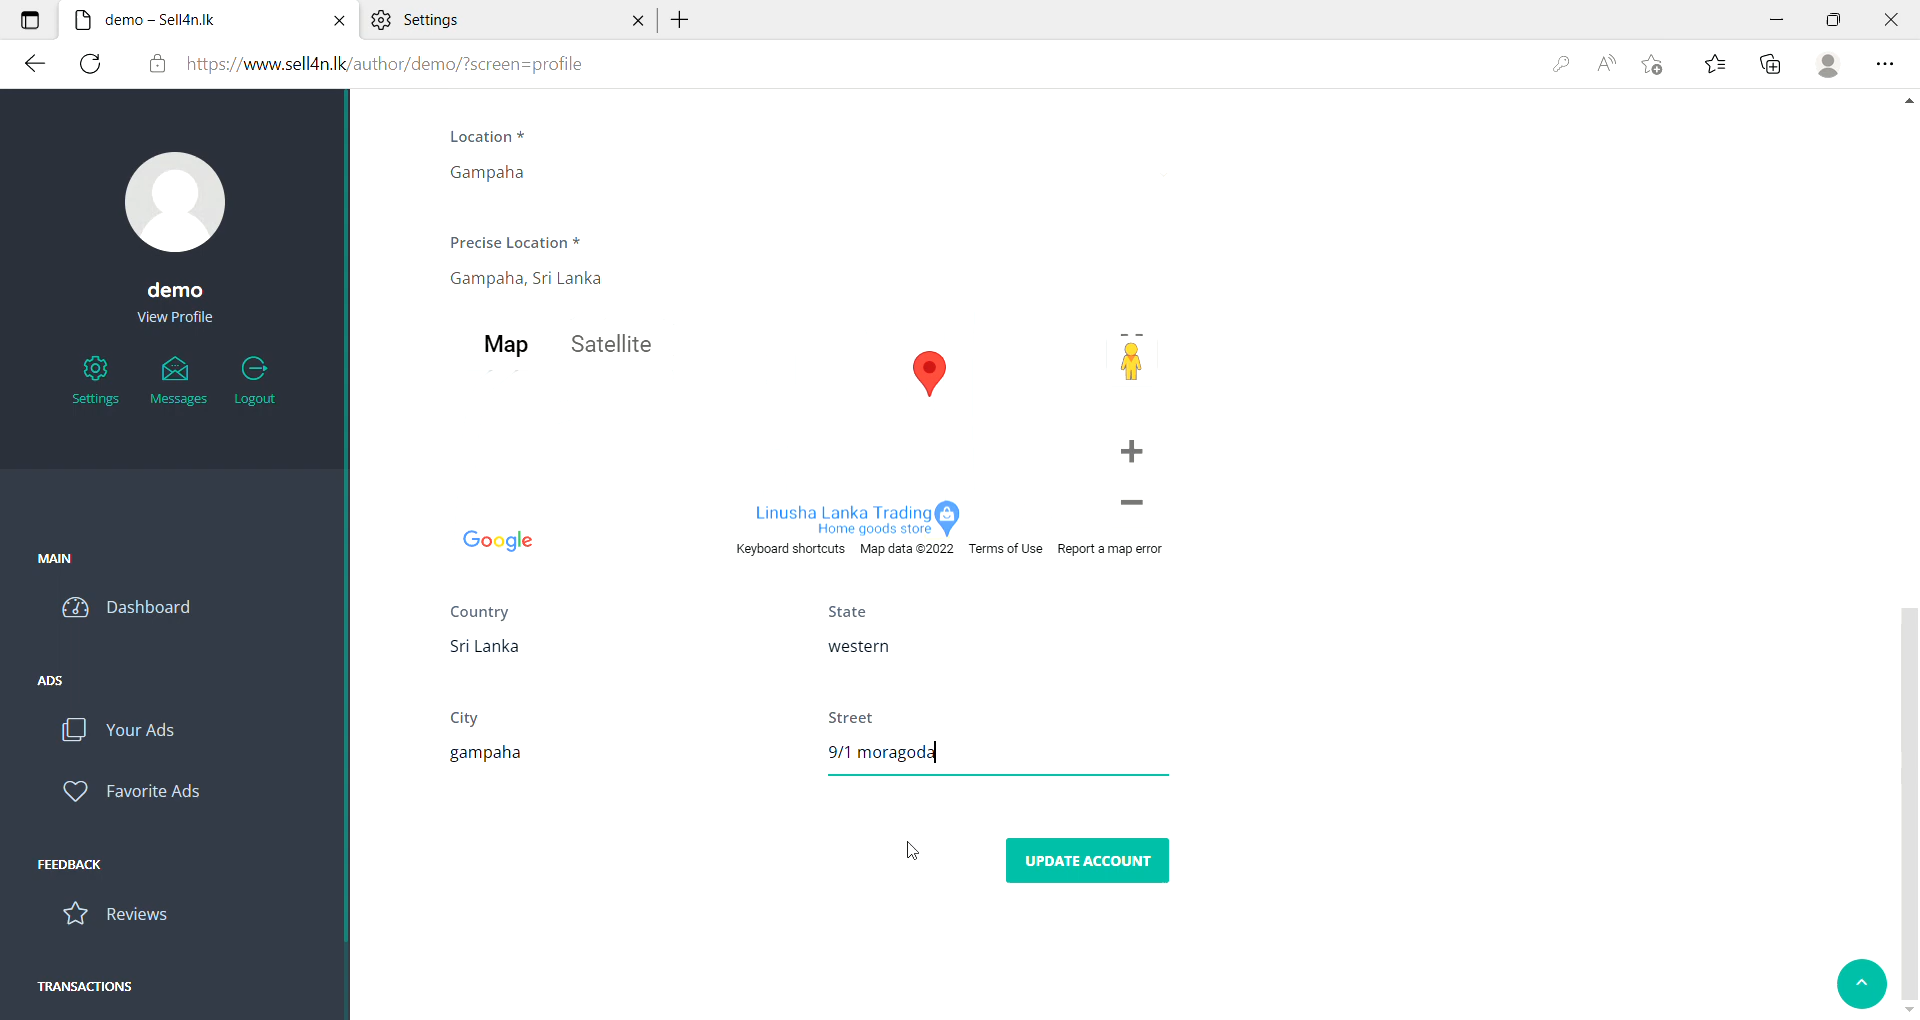 demo – Sell4n.lk
Settings
https://www.sell4n.lk/author/demo/?screen=profile
demo
View Profile
Settings
Messages
Logout
MAIN
Dashboard
ADS
Your Ads
Favorite Ads
FEEDBACK
Reviews
TRANSACTIONS
Location *
Gampaha
Precise Location *
Gampaha, Sri Lanka
Map Satellite
Linusha Lanka Trading
Home goods store
Google
Keyboard shortcuts Map data ©2022 Terms of Use Report a map error
Country
Sri Lanka
State
western
City
gampaha
Street
9/1 moragoda
UPDATE ACCOUNT